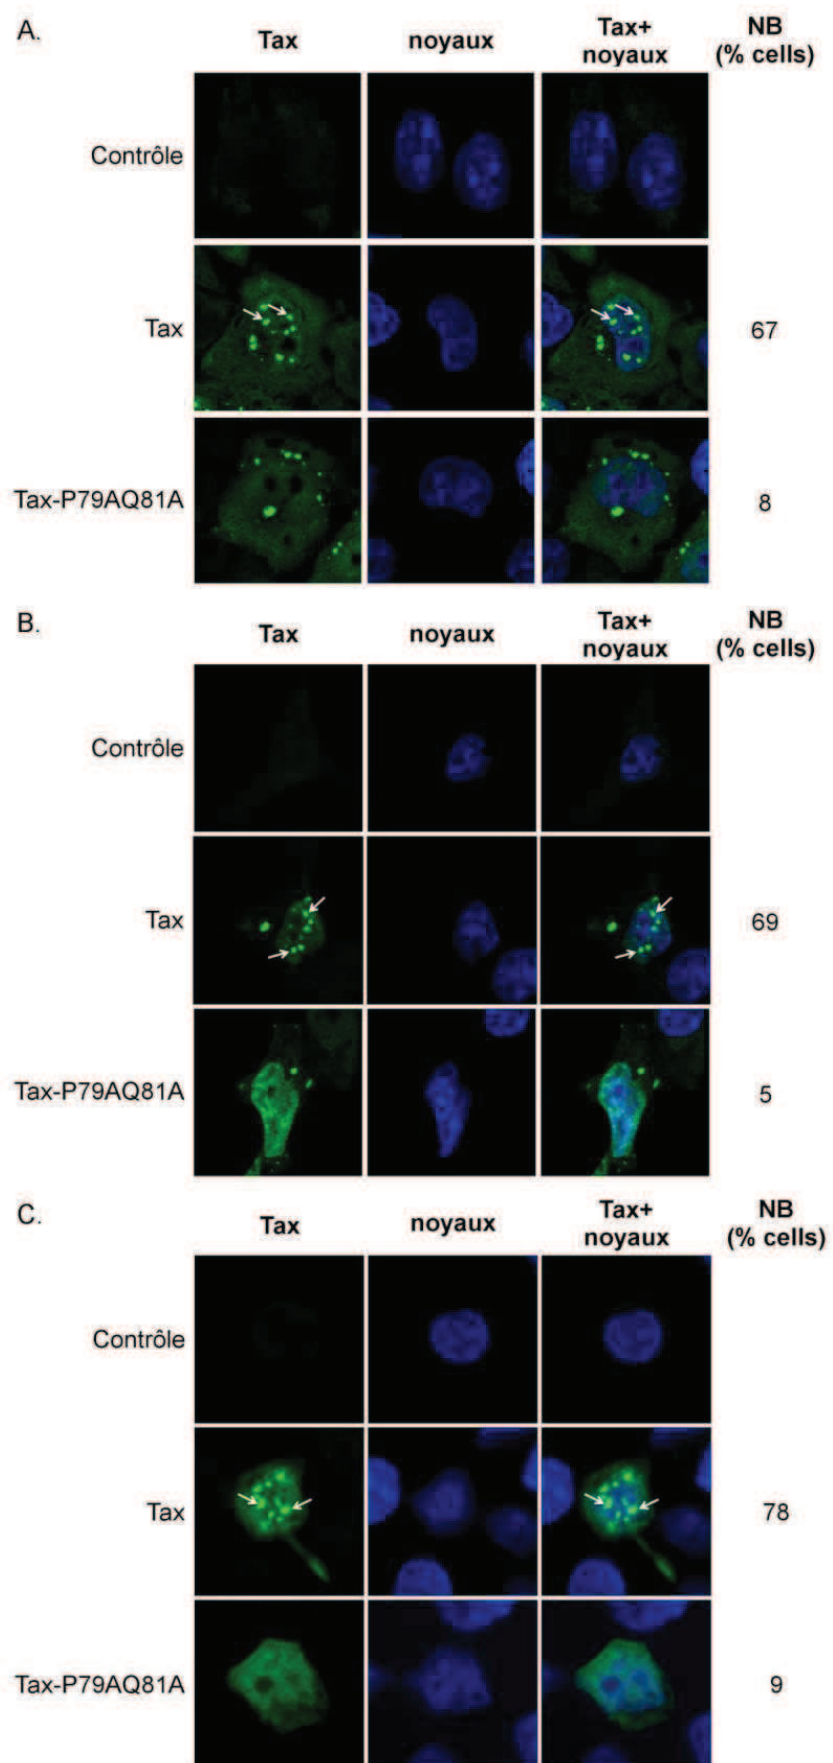 A.
Tax noyaux Tax+ noyaux NB (% cells)
Contrôle
Tax 67
Tax-P79AQ81A 8
B.
Tax noyaux Tax+ noyaux NB (% cells)
Contrôle
Tax 69
Tax-P79AQ81A 5
C.
Tax noyaux Tax+ noyaux NB (% cells)
Contrôle
Tax 78
Tax-P79AQ81A 9